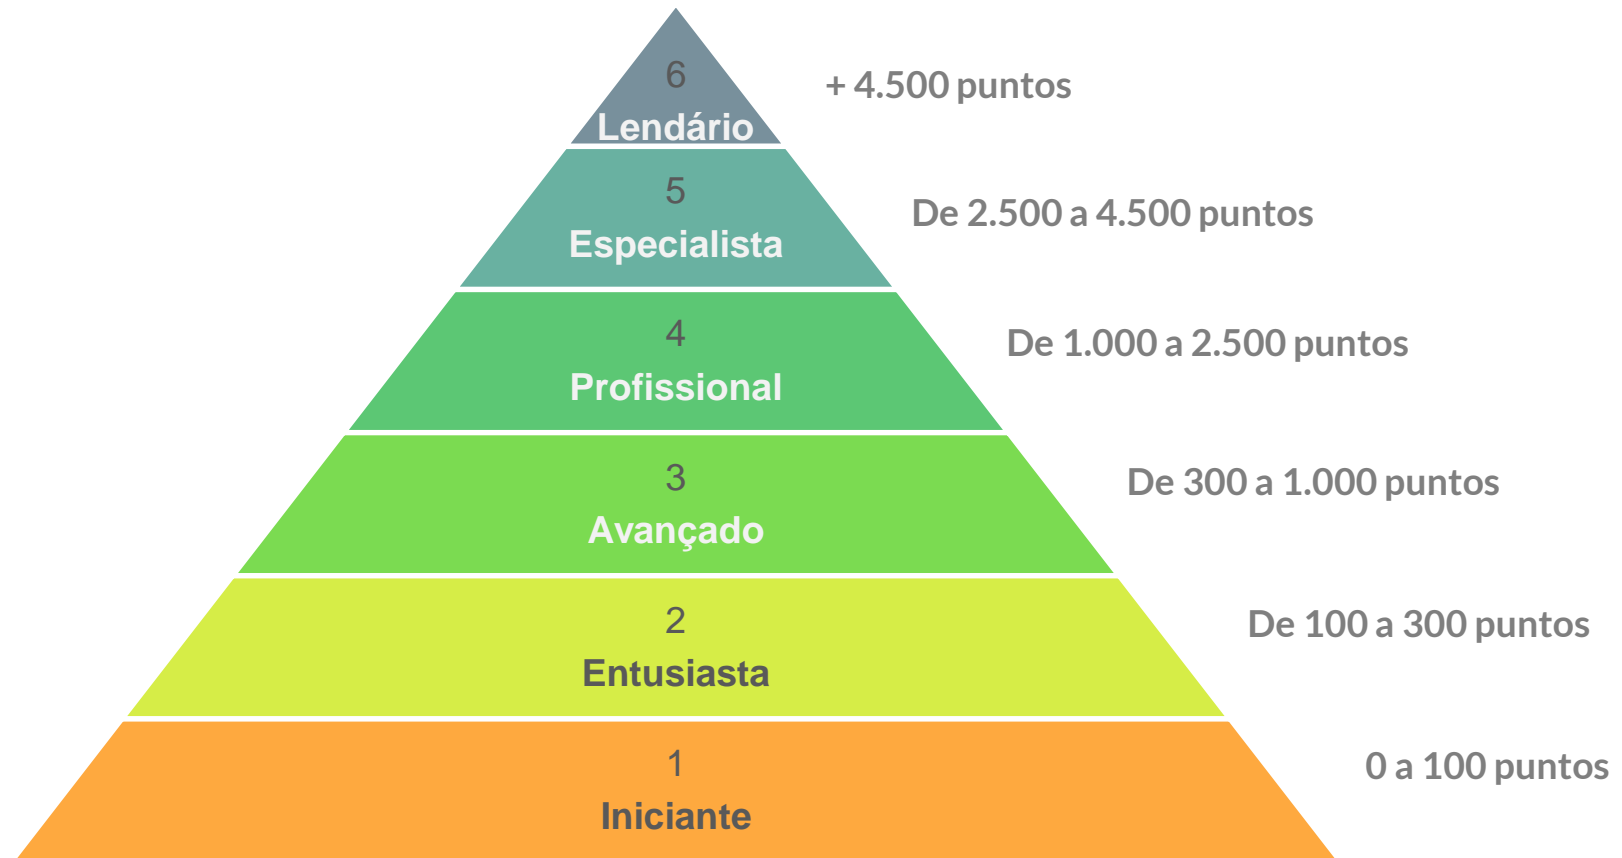 6
Lendário
+ 4.500 puntos
5
Especialista
De 2.500 a 4.500 puntos
4
Profissional
De 1.000 a 2.500 puntos
3
Avançado
De 300 a 1.000 puntos
2
Entusiasta
De 100 a 300 puntos
1
Iniciante
0 a 100 puntos